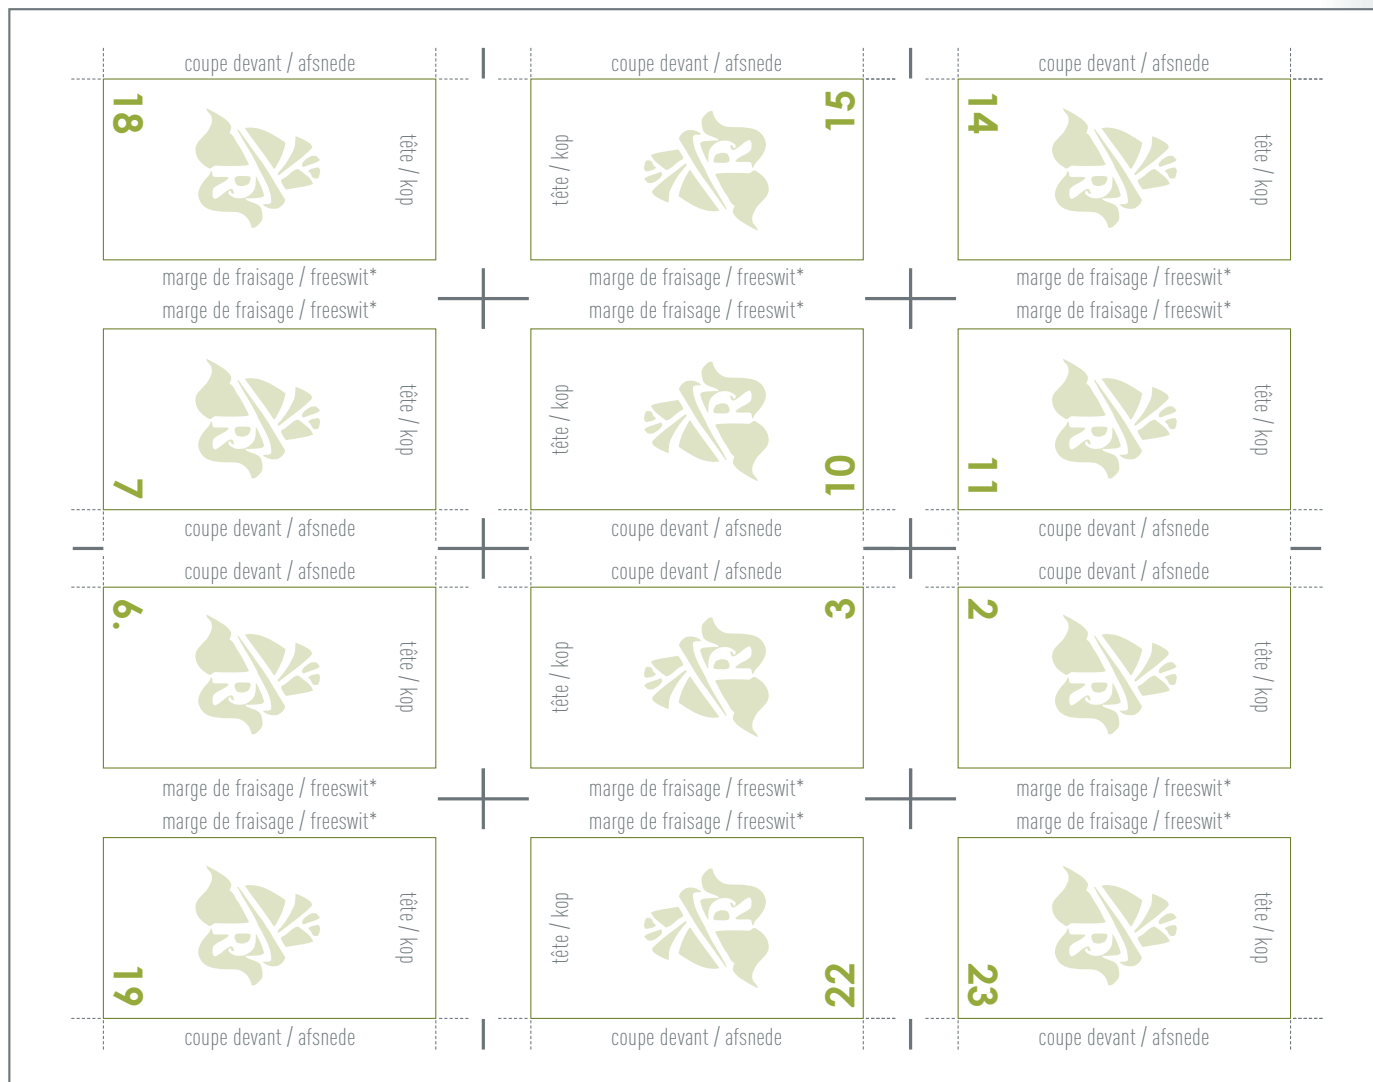 coupe devant / afsnede
coupe devant / afsnede
coupe devant / afsnede
18
tête / kop
tête / kop
15
14
tête / kop
R
R
R
marge de fraisage / freeswit*
marge de fraisage / freeswit*
marge de fraisage / freeswit*
marge de fraisage / freeswit*
marge de fraisage / freeswit*
marge de fraisage / freeswit*
7
tête / kop
tête / kop
10
11
tête / kop
R
R
R
coupe devant / afsnede
coupe devant / afsnede
coupe devant / afsnede
coupe devant / afsnede
coupe devant / afsnede
coupe devant / afsnede
6.
tête / kop
tête / kop
3
2
tête / kop
R
R
R
marge de fraisage / freeswit*
marge de fraisage / freeswit*
marge de fraisage / freeswit*
marge de fraisage / freeswit*
marge de fraisage / freeswit*
marge de fraisage / freeswit*
19
tête / kop
tête / kop
22
23
tête / kop
R
R
R
coupe devant / afsnede
coupe devant / afsnede
coupe devant / afsnede